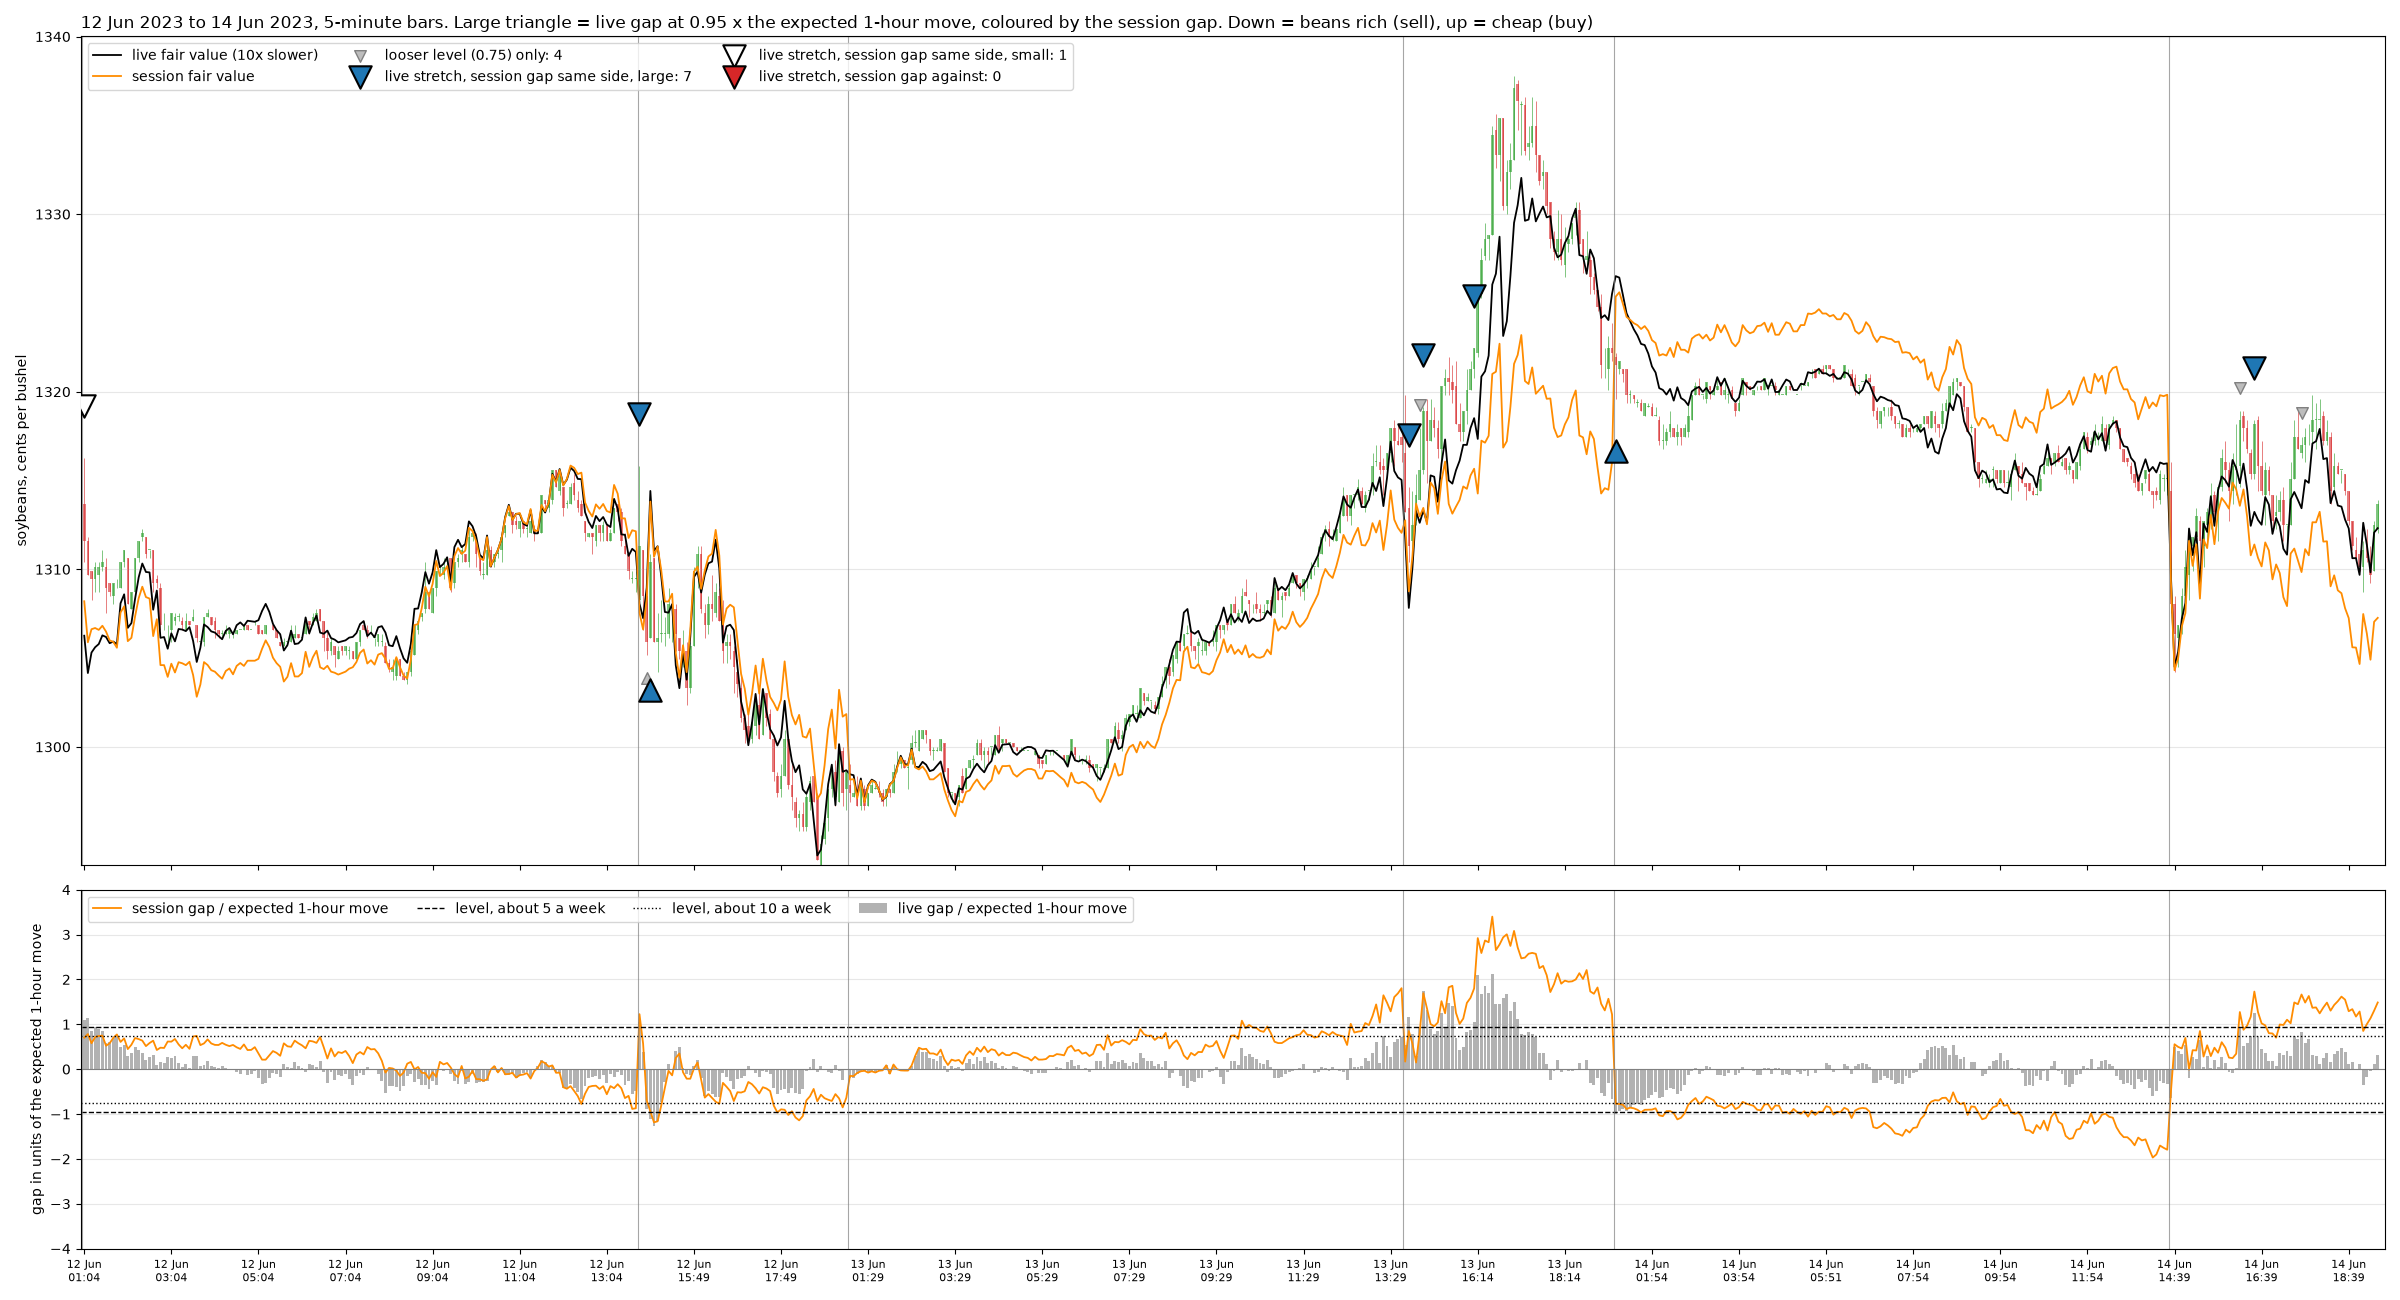 12 Jun 2023 to 14 Jun 2023, 5-minute bars. Large triangle = live gap at 0.95 x the expected 1-hour move, coloured by the session gap. Down = beans rich (sell), up = cheap (buy)
live fair value (10x slower)
session fair value
looser level (0.75) only: 4
live stretch, session gap same side, large: 7
live stretch, session gap same side, small: 1
live stretch, session gap against: 0
soybeans, cents per bushel
1340
1330
1320
1310
1300
session gap / expected 1-hour move
level, about 5 a week
level, about 10 a week
live gap / expected 1-hour move
gap in units of the expected 1-hour move
4
3
2
1
0
−1
−2
−3
−4
12 Jun
01:04
12 Jun
03:04
12 Jun
05:04
12 Jun
07:04
12 Jun
09:04
12 Jun
11:04
12 Jun
13:04
12 Jun
15:49
12 Jun
17:49
13 Jun
01:29
13 Jun
03:29
13 Jun
05:29
13 Jun
07:29
13 Jun
09:29
13 Jun
11:29
13 Jun
13:29
13 Jun
16:14
13 Jun
18:14
14 Jun
01:54
14 Jun
03:54
14 Jun
05:51
14 Jun
07:54
14 Jun
09:54
14 Jun
11:54
14 Jun
14:39
14 Jun
16:39
14 Jun
18:39